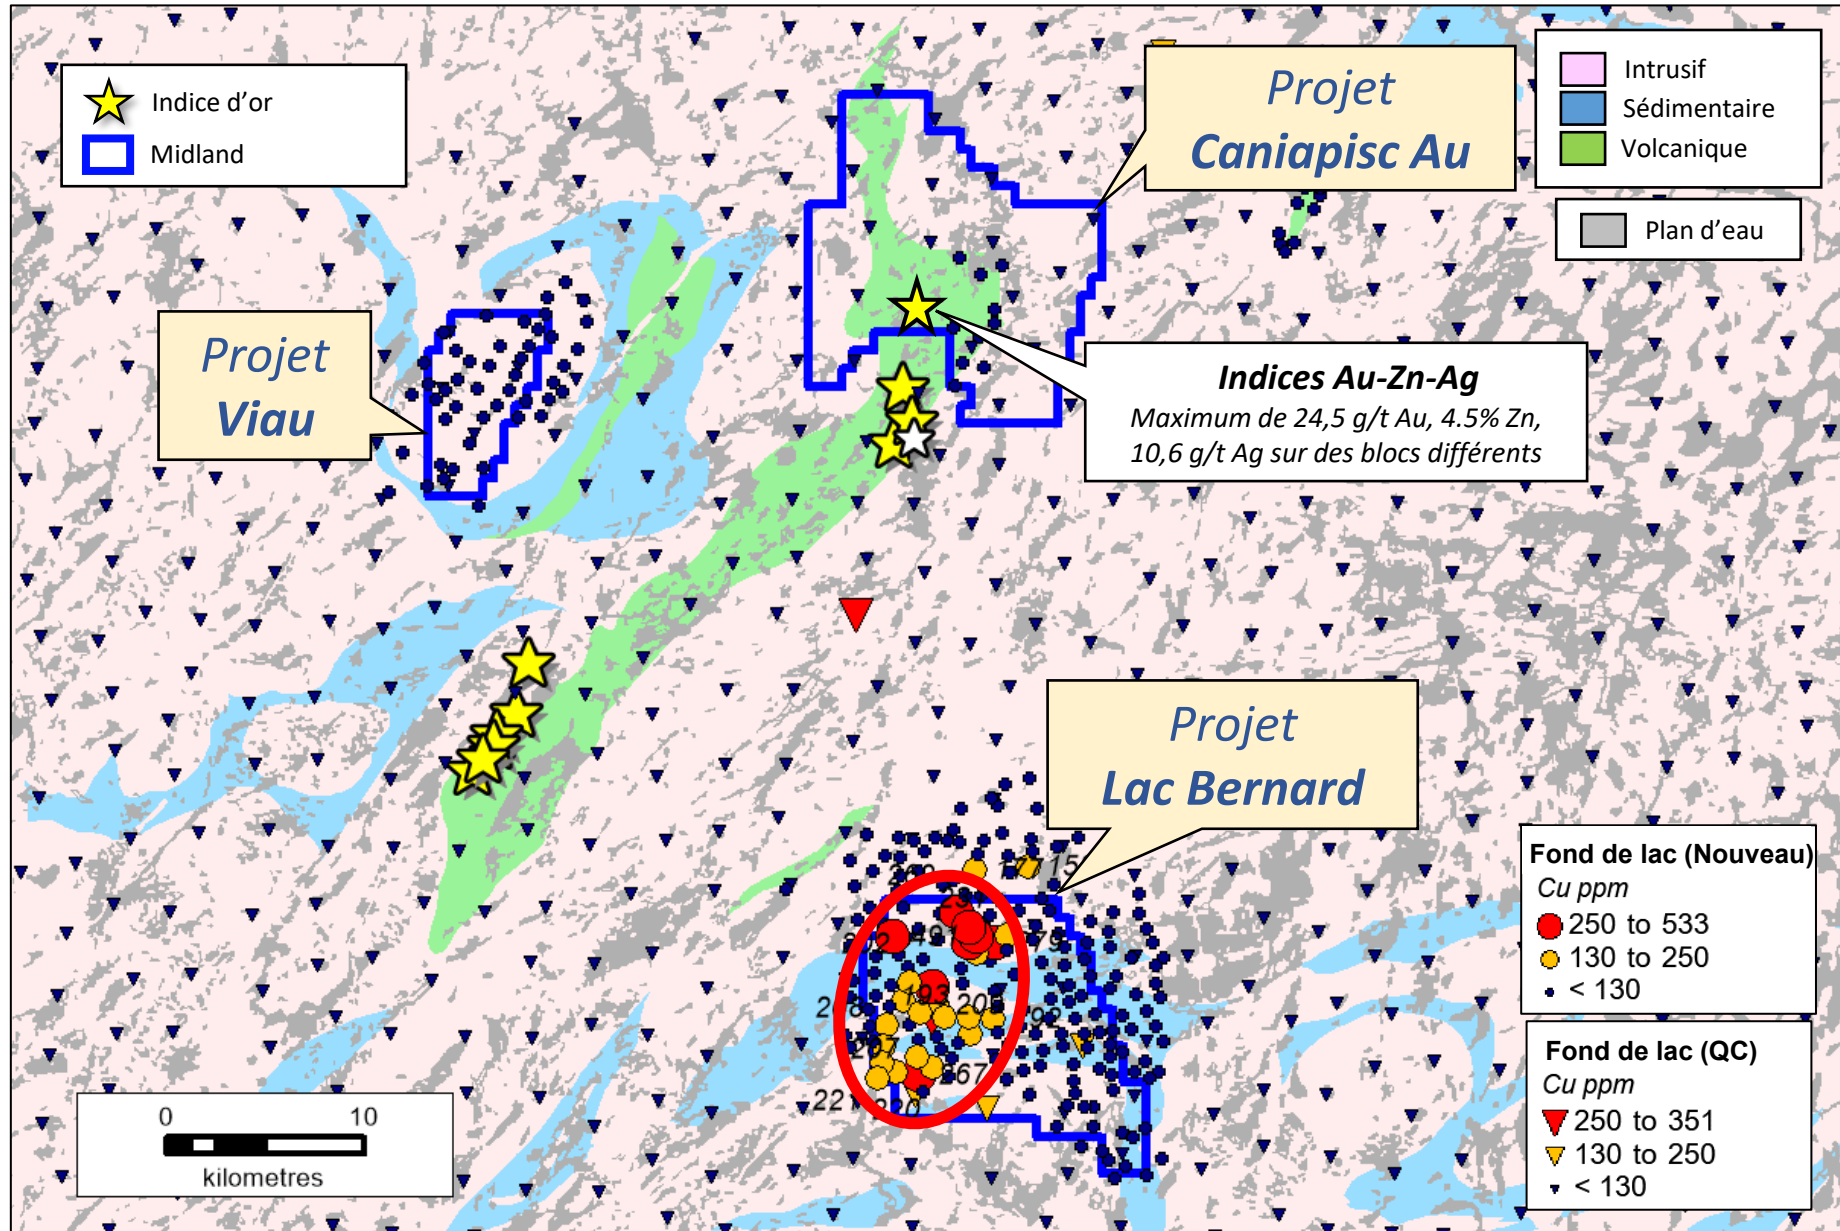 Indice d'or
Midland
Projet
Caniapisc Au
Intrusif
Sédimentaire
Volcanique
Plan d'eau
Projet
Viau
Indices Au-Zn-Ag
Maximum de 24,5 g/t Au, 4.5% Zn,
10,6 g/t Ag sur des blocs différents
Projet
Lac Bernard
193
267
221
Fond de lac (Nouveau)
Cu ppm
250 to 533
130 to 250
< 130
Fond de lac (QC)
Cu ppm
250 to 351
130 to 250
< 130
0 10
kilometres